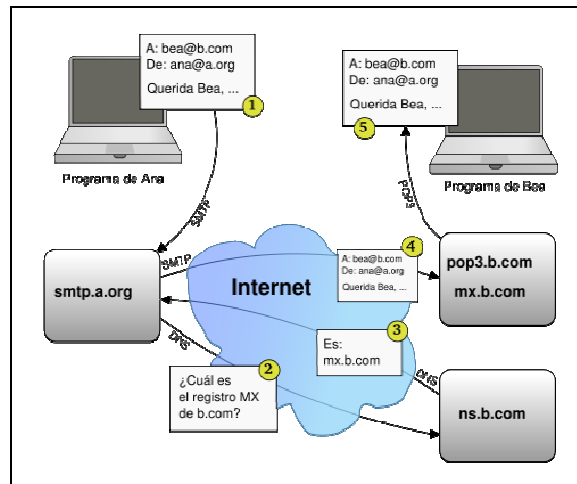 A: bea@b.com
De: ana@a.org
Querida Bea, ...
1
Programa de Ana
A: bea@b.com
De: ana@a.org
Querida Bea, ...
5
Programa de Bea
SMTP
POP3
smtp.a.org
SMTP
Internet
A: bea@b.com
De: ana@a.org
Querida Bea, ...
4
pop3.b.com
mx.b.com
DNS
¿Cuál es
el registro MX
de b.com?
2
Es:
mx.b.com
3
DNS
ns.b.com